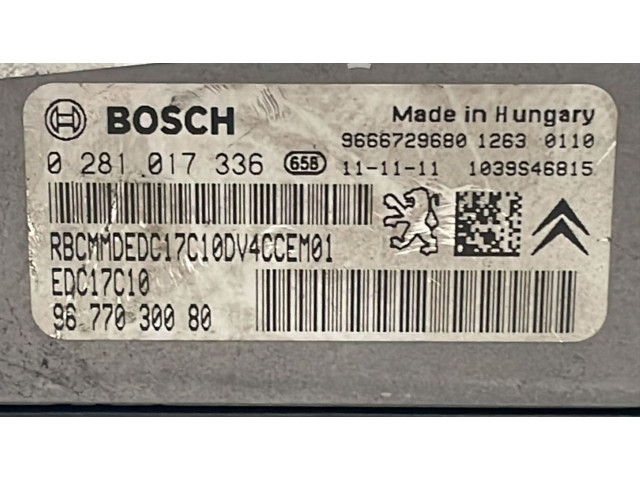 BOSCH
Made in Hungary
9666729680 1263 0110
0 281 017 336 658 11-11-11 1039S46815
RBCMMDEDC17C10DV4CCEM01
EDC17C10
96 770 300 80